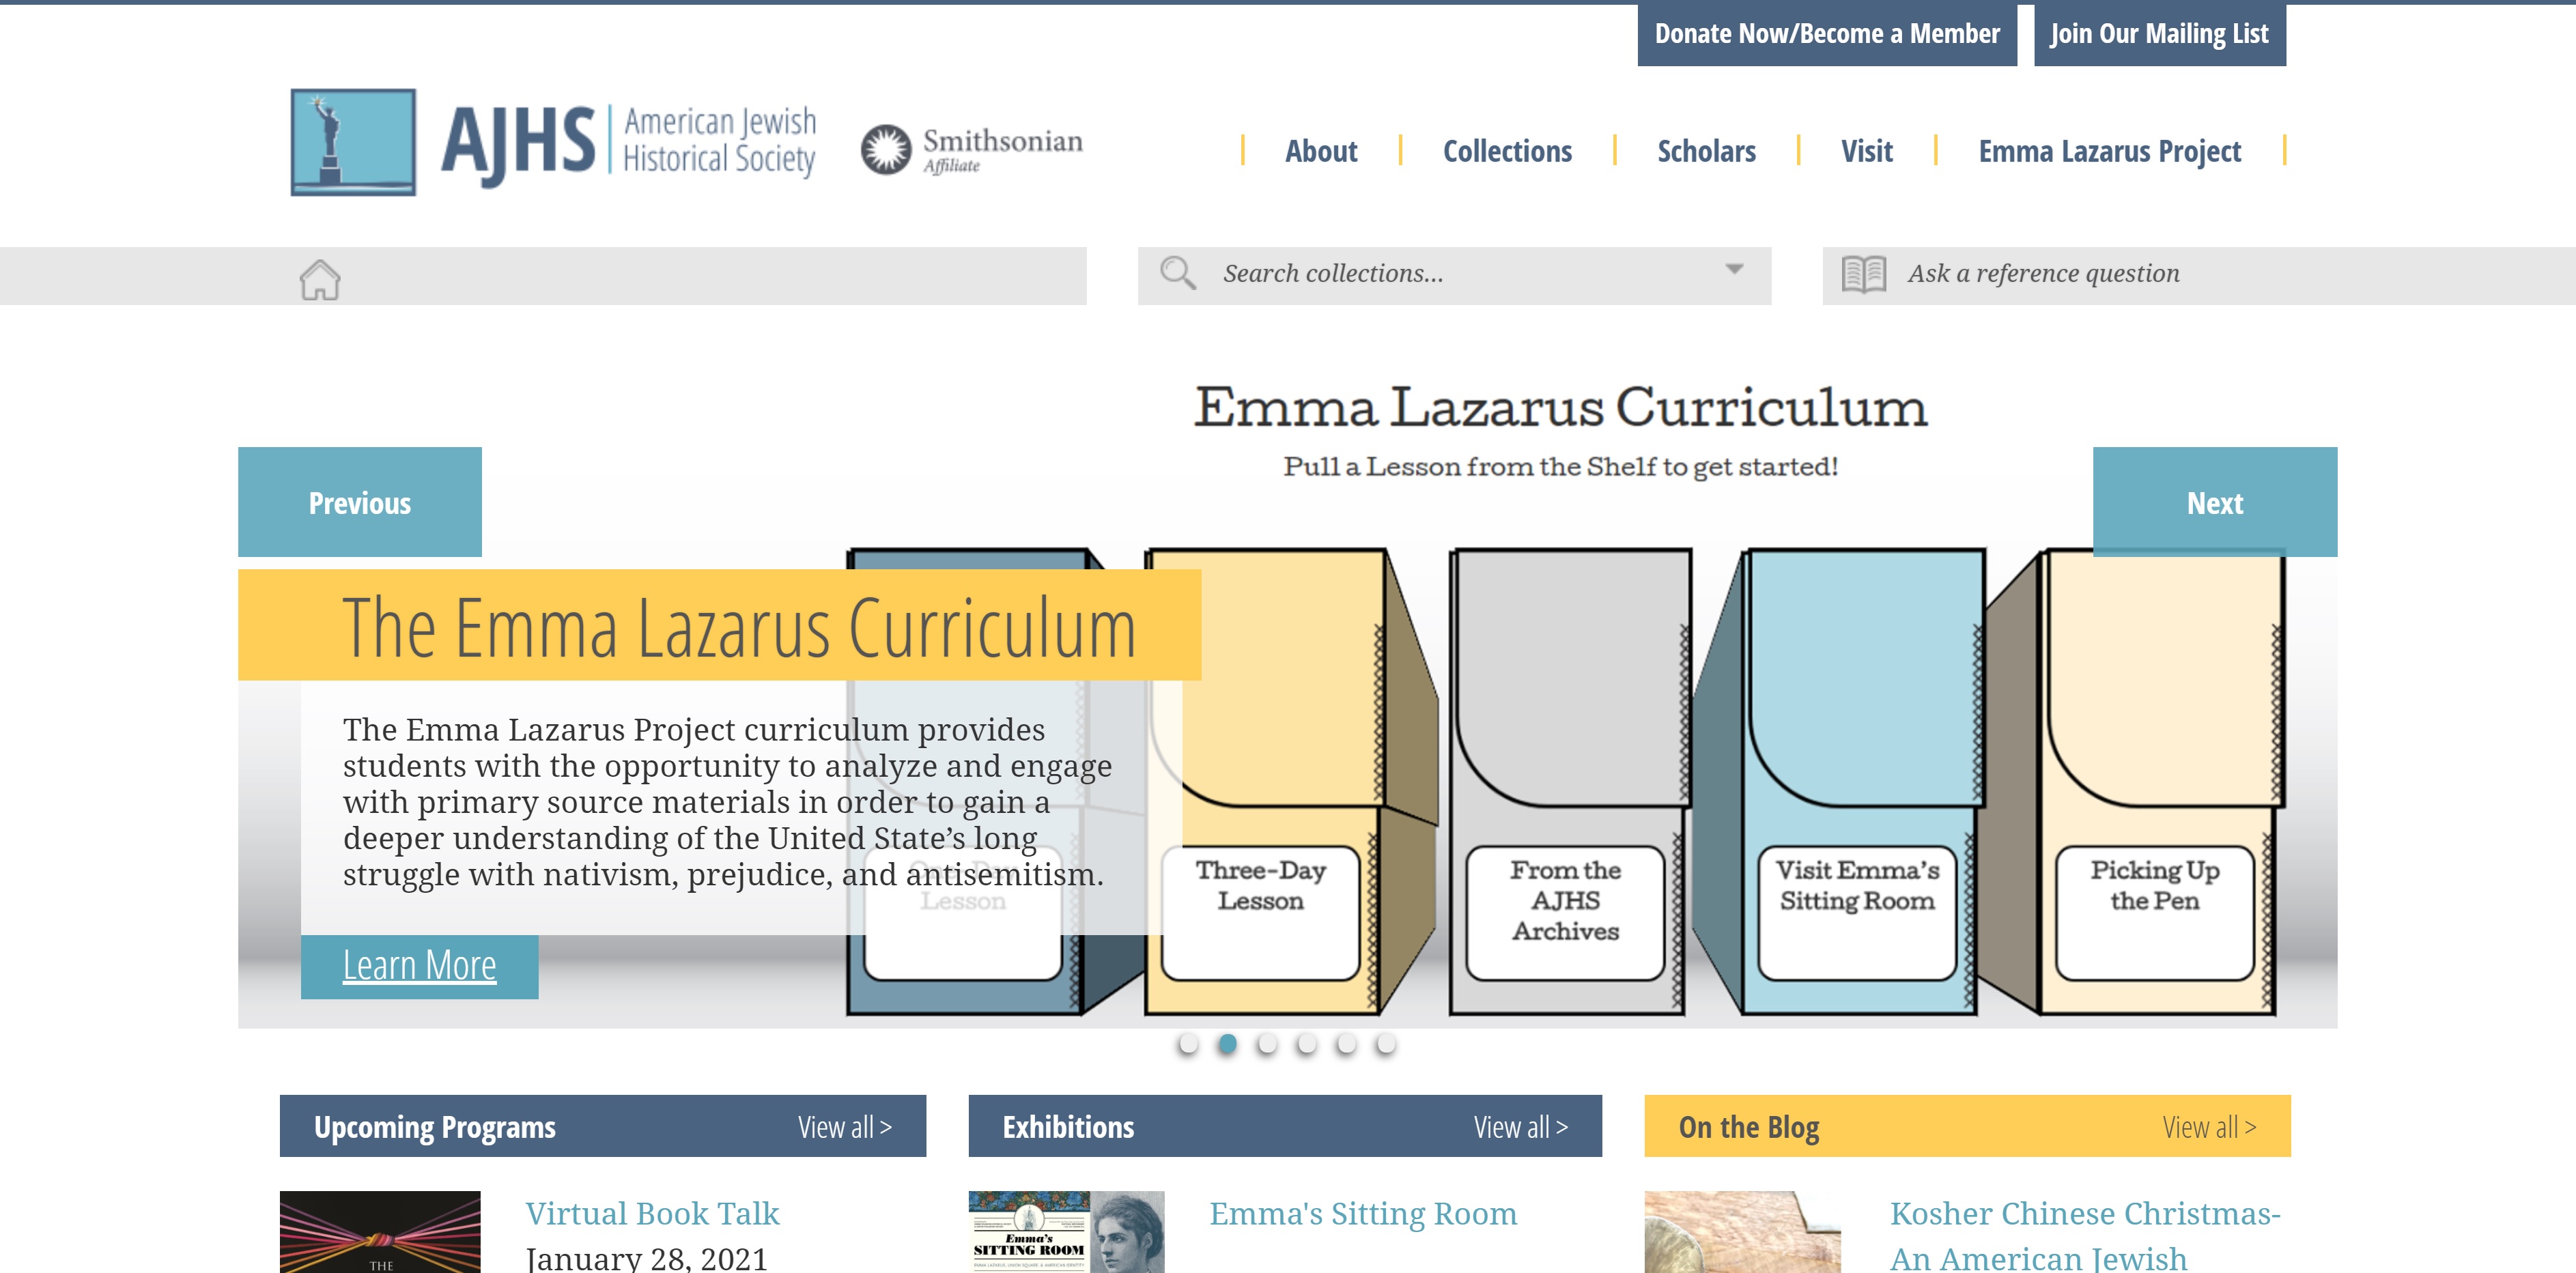 Donate Now/Become a Member
Join Our Mailing List
AJHS
American Jewish
Historical Society
Smithsonian
Affiliate
About
Collections
Scholars
Visit
Emma Lazarus Project
Search collections...
Ask a reference question
Emma Lazarus Curriculum
Pull a Lesson from the Shelf to get started!
Previous
Next
The Emma Lazarus Curriculum
The Emma Lazarus Project curriculum provides
students with the opportunity to analyze and engage
with primary source materials in order to gain a
deeper understanding of the United State’s long
struggle with nativism, prejudice, and antisemitism.
Learn More
One-Day
Lesson
Three-Day
Lesson
From the
AJHS
Archives
Visit Emma’s
Sitting Room
Picking Up
the Pen
Upcoming Programs
View all >
Exhibitions
View all >
On the Blog
View all >
THE
Virtual Book Talk
January 28, 2021
Emma's
SITTING ROOM
EMMA LAZARUS, UNION SQUARE, & AMERICAN IDENTITY
Emma's Sitting Room
Kosher Chinese Christmas-
An American Jewish